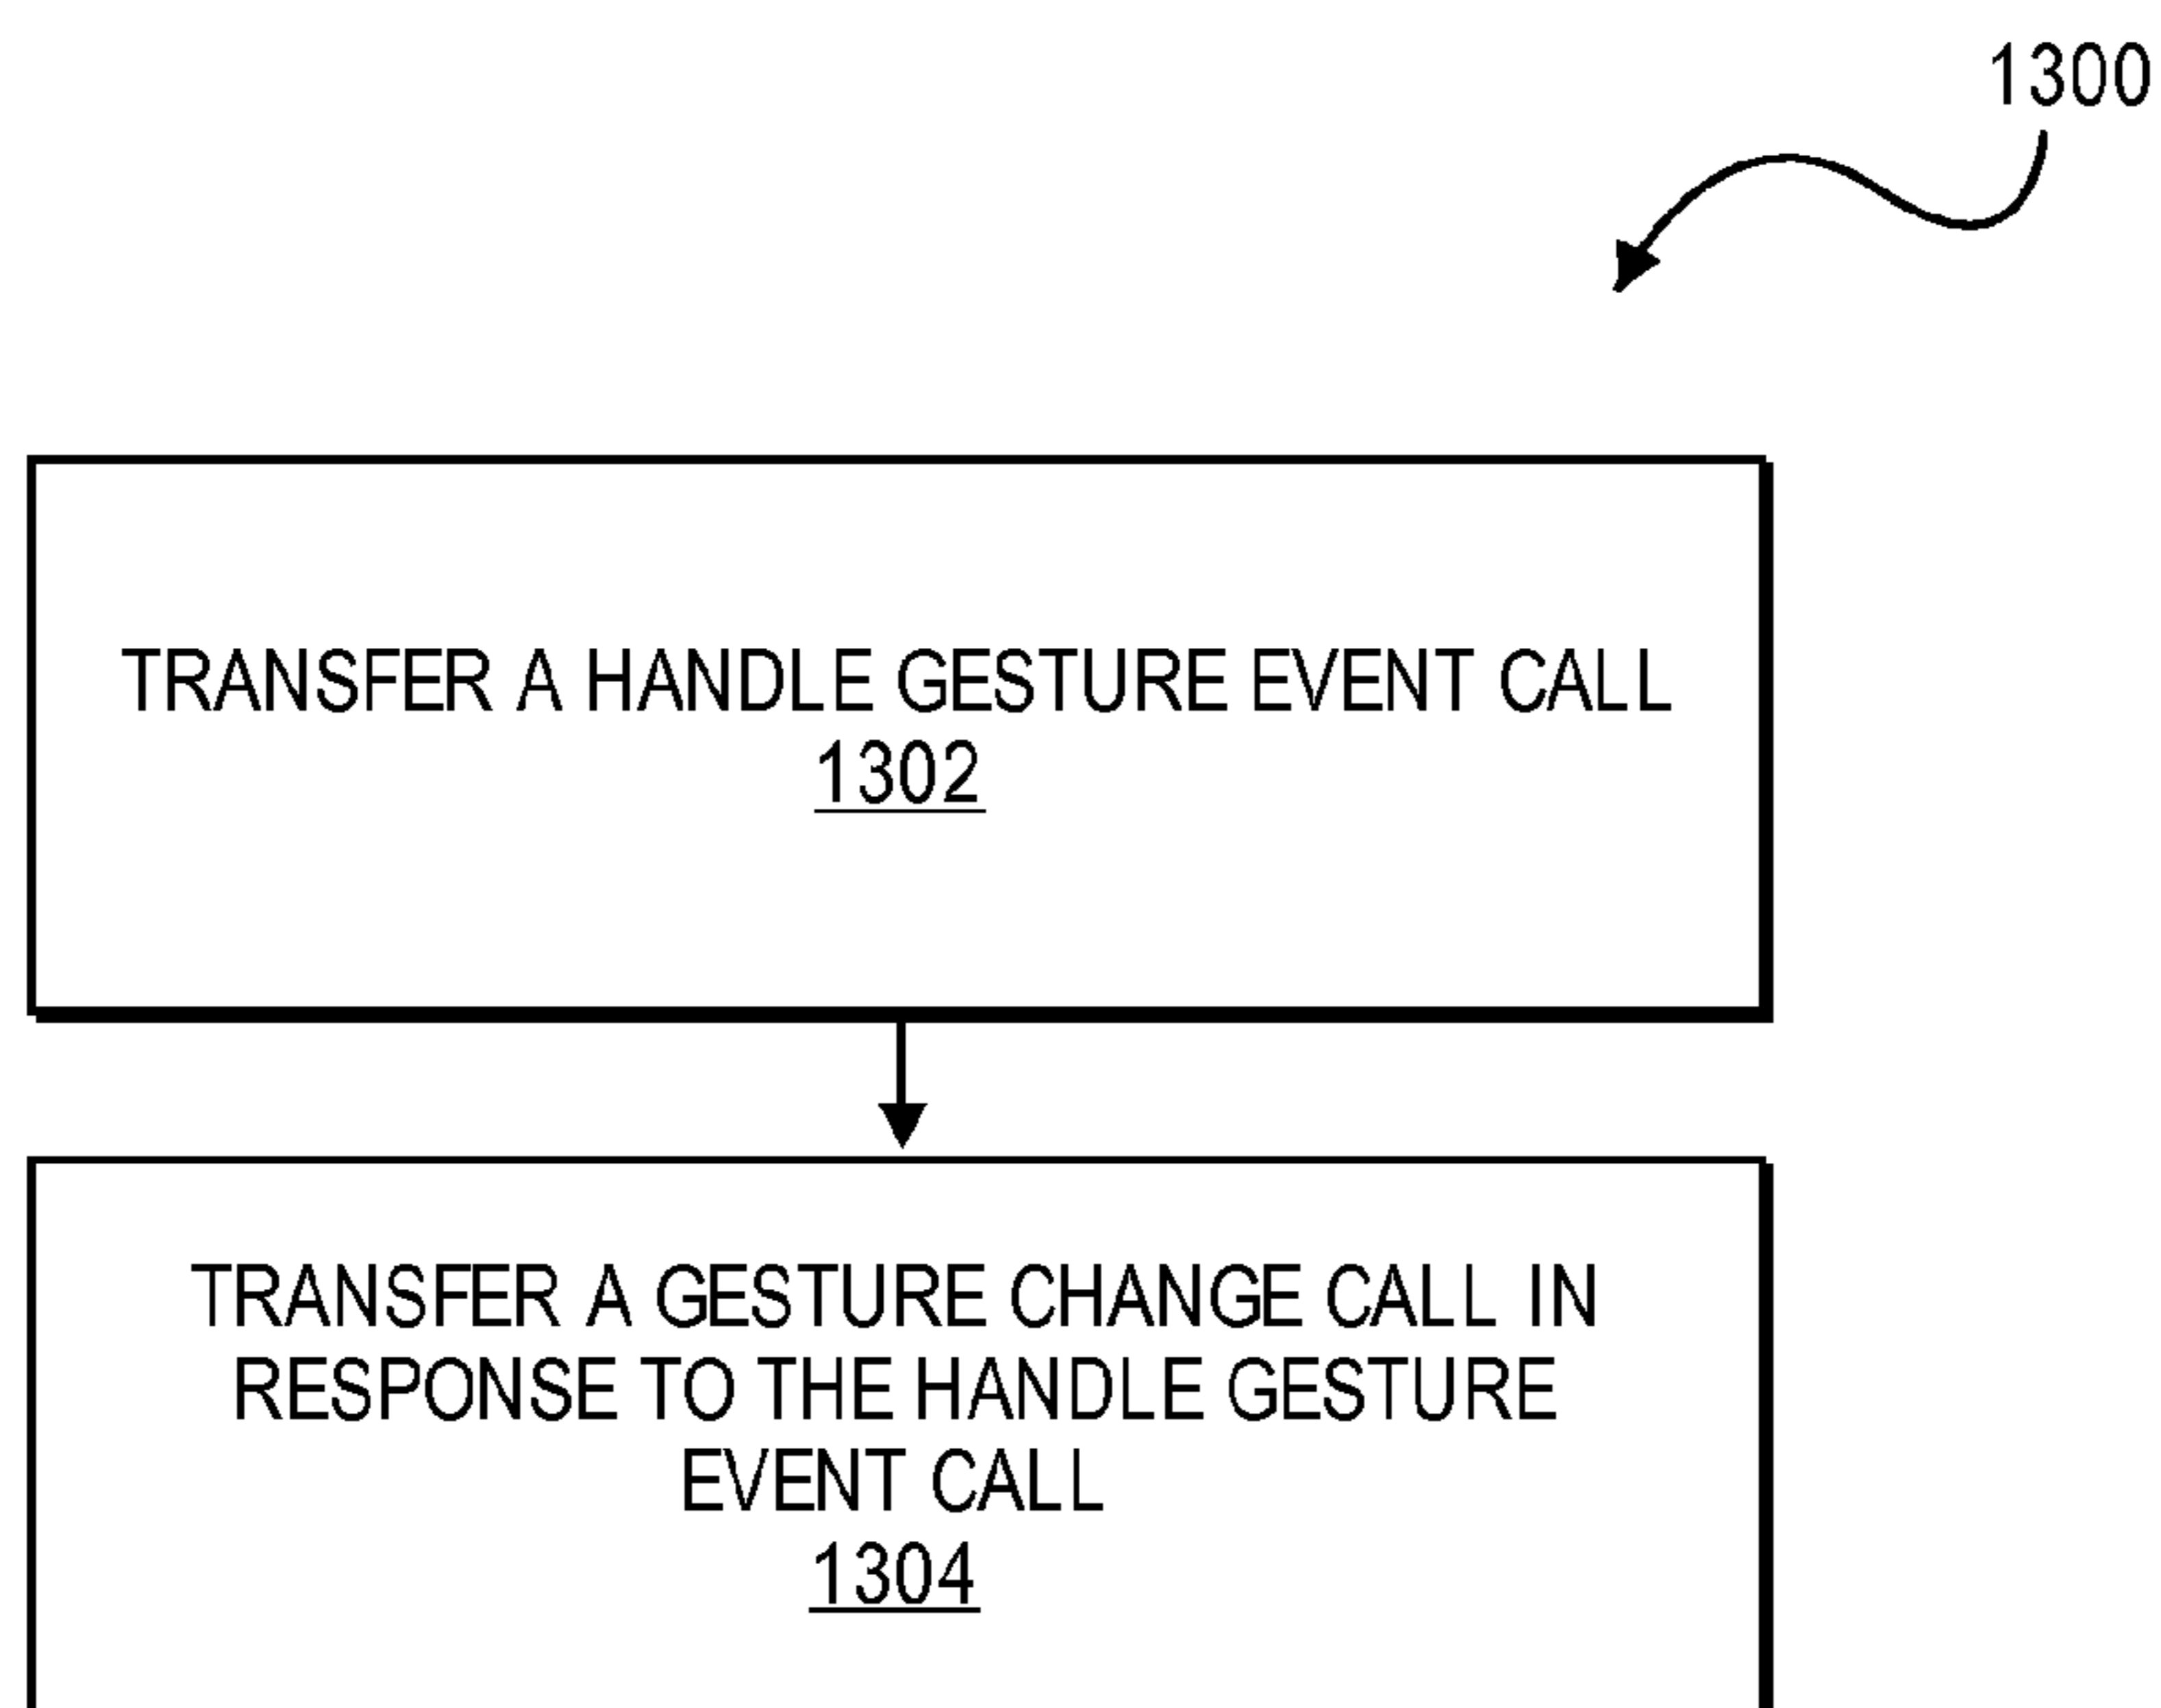 1300
TRANSFER A HANDLE GESTURE EVENT CALL
1302
TRANSFER A GESTURE CHANGE CALL IN
RESPONSE TO THE HANDLE GESTURE
EVENT CALL
1304